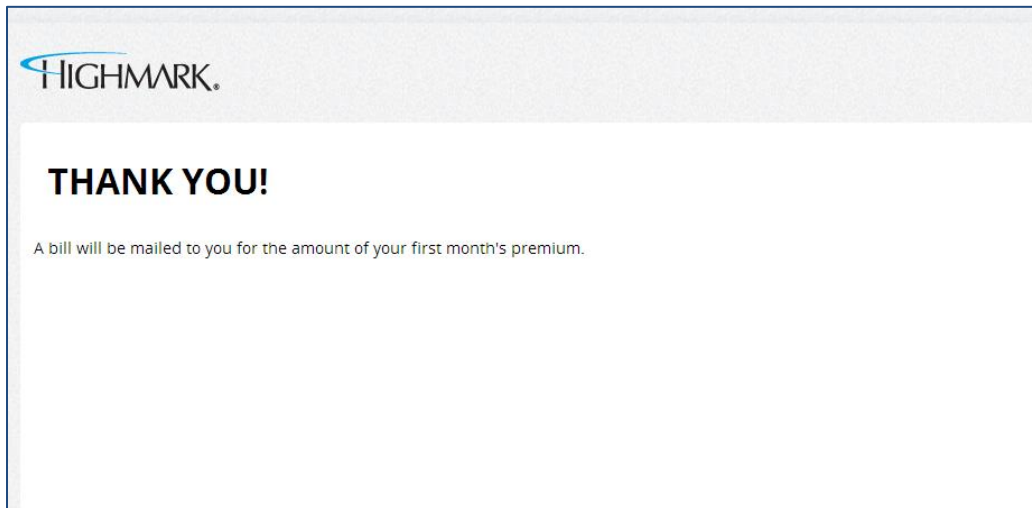 HIGHMARK®
THANK YOU!
A bill will be mailed to you for the amount of your first month's premium.